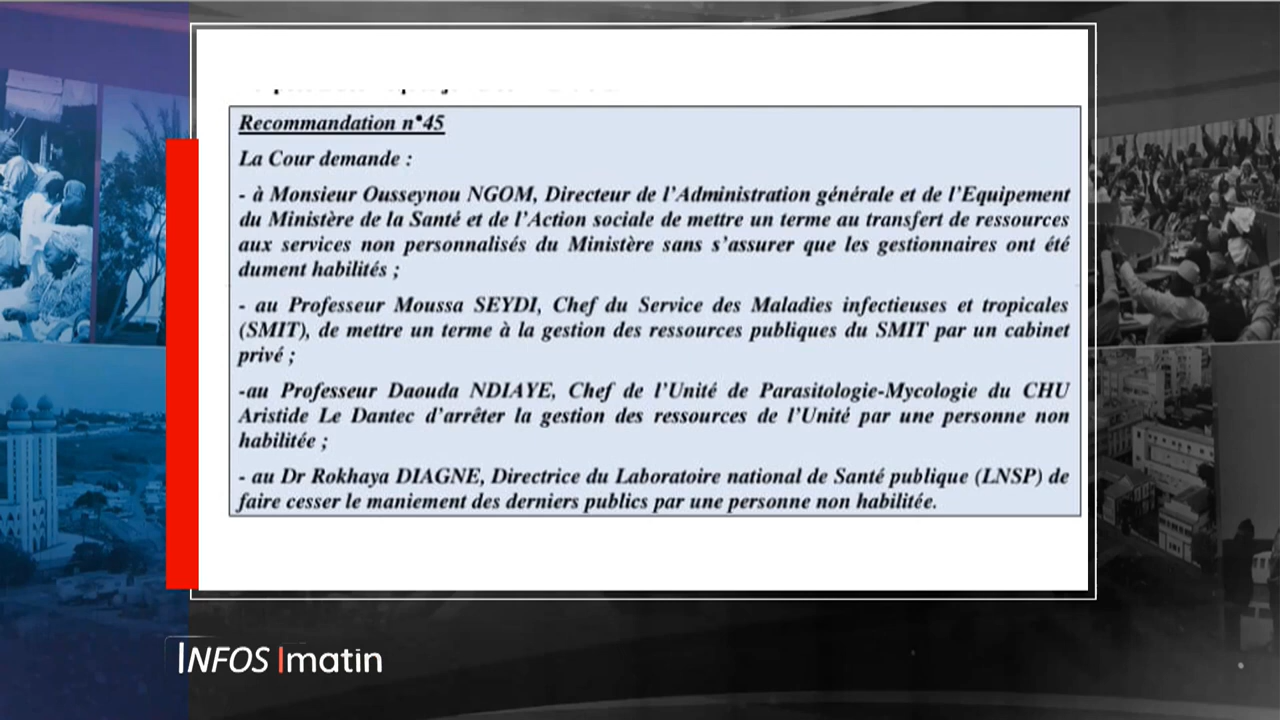 Recommandation n°45
La Cour demande :
- à Monsieur Ousseynou NGOM, Directeur de l'Administration générale et de l'Equipement
du Ministère de la Santé et de l'Action sociale de mettre un terme au transfert de ressources
aux services non personnalisés du Ministère sans s'assurer que les gestionnaires ont été
dument habilités ;
- au Professeur Moussa SEYDI, Chef du Service des Maladies infectieuses et tropicales
(SMIT), de mettre un terme à la gestion des ressources publiques du SMIT par un cabinet
privé ;
-au Professeur Daouda NDIAYE, Chef de l'Unité de Parasitologie-Mycologie du CHU
Aristide Le Dantec d'arrêter la gestion des ressources de l'Unité par une personne non
habilitée ;
- au Dr Rokhaya DIAGNE, Directrice du Laboratoire national de Santé publique (LNSP) de
faire cesser le maniement des derniers publics par une personne non habilitée.
INFOS matin